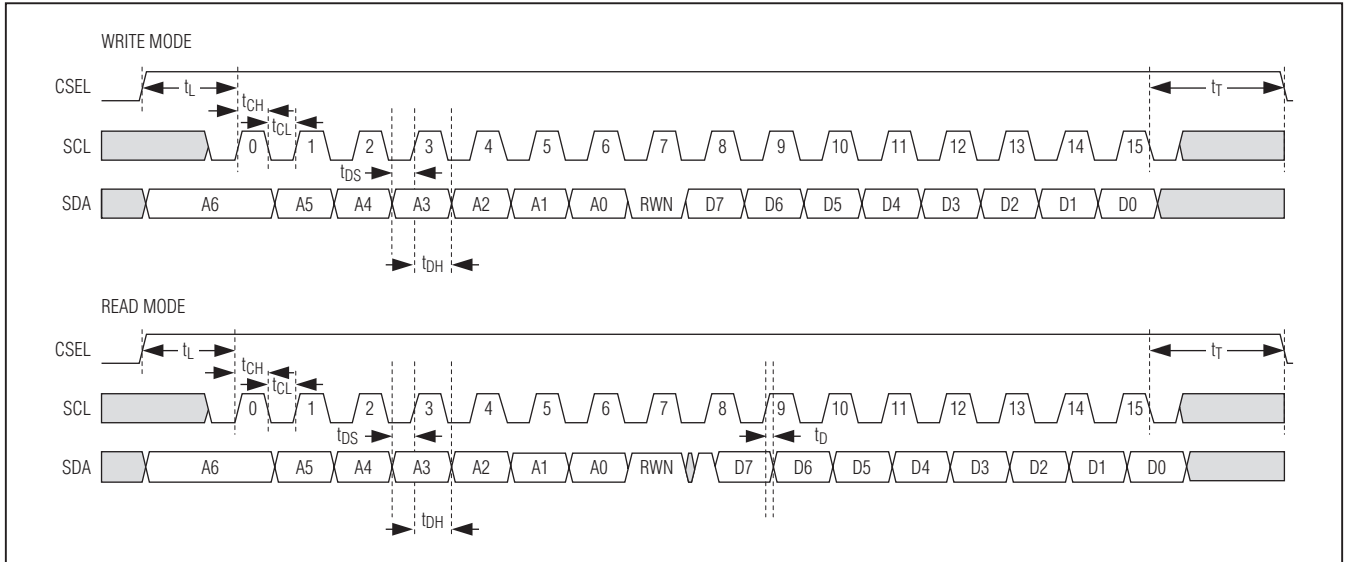 WRITE MODE
CSEL tL tT
tCH
tCL
SCL 0 1 2 3 4 5 6 7 8 9 10 11 12 13 14 15
tDS
SDA A6 A5 A4 A3 A2 A1 A0 RWN D7 D6 D5 D4 D3 D2 D1 D0
tDH
READ MODE
CSEL tL tT
tCH
tCL
SCL 0 1 2 3 4 5 6 7 8 9 10 11 12 13 14 15
tDS tD
SDA A6 A5 A4 A3 A2 A1 A0 RWN D7 D6 D5 D4 D3 D2 D1 D0
tDH